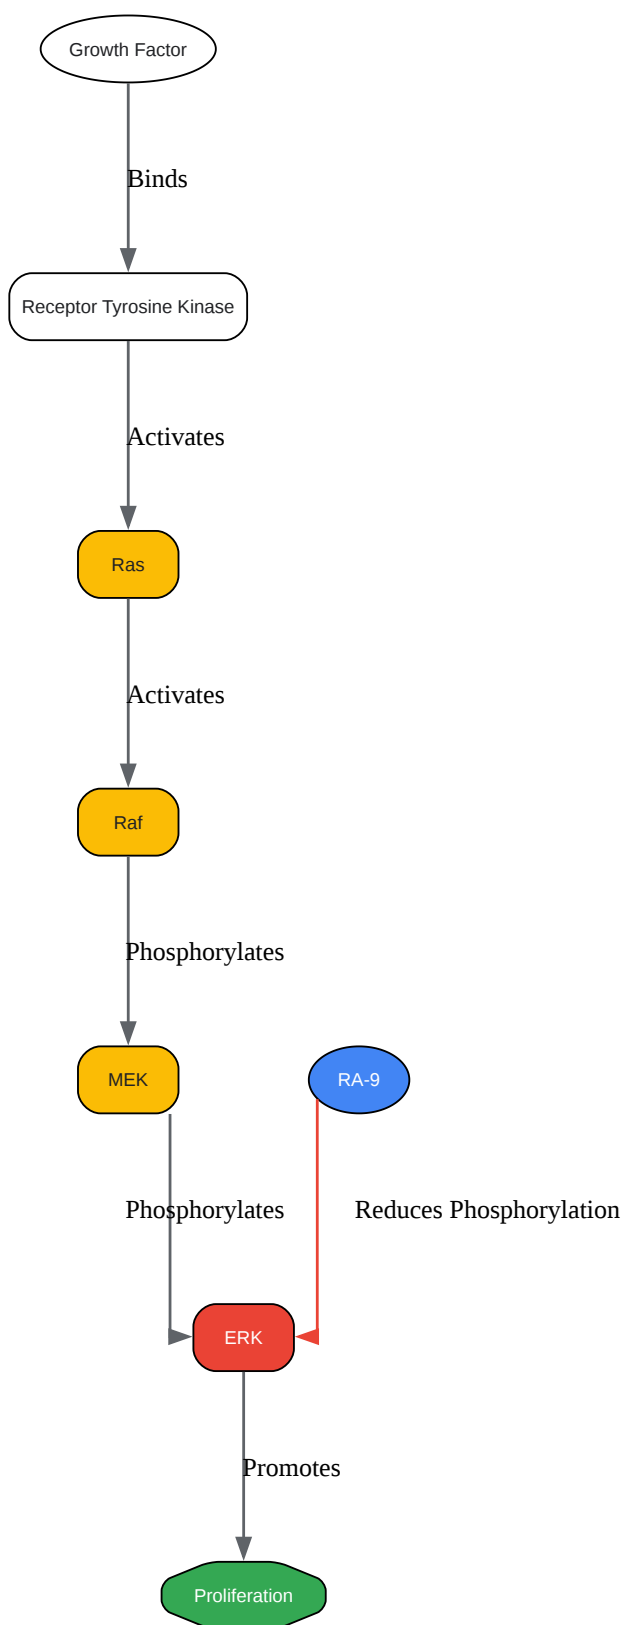 Growth Factor
Binds
Receptor Tyrosine Kinase
Activates
Ras
Activates
Raf
Phosphorylates
MEK
RA-9
Phosphorylates
Reduces Phosphorylation
ERK
Promotes
Proliferation